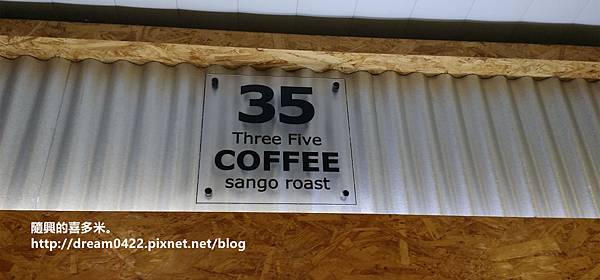 35
Three Five
COFFEE
sango roast
隨興的喜多米。
http://dream0422.pixnet.net/blog